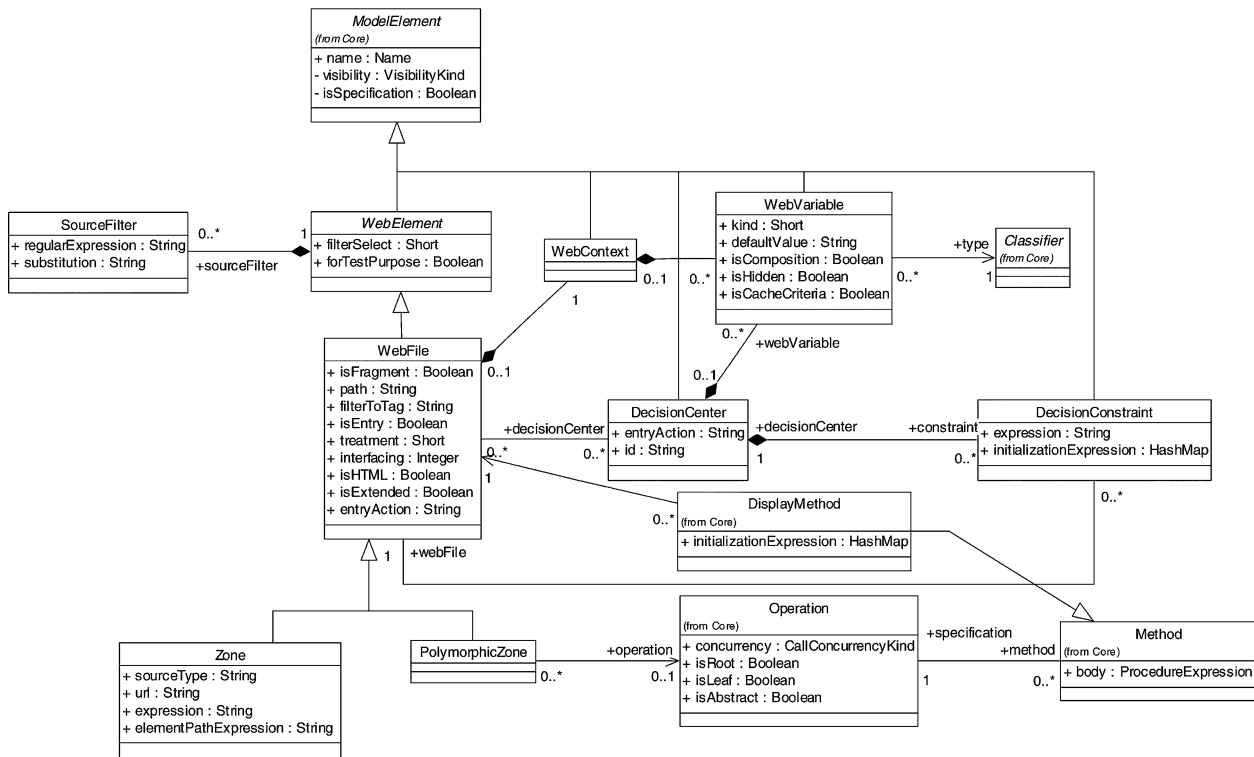 ModelElement
(from Core)
+ name : Name
- visibility : VisibilityKind
- isSpecification : Boolean
SourceFilter
+ regularExpression : String
+ substitution : String
0..*
+sourceFilter
1
WebElement
+ filterSelect : Short
+ forTestPurpose : Boolean
WebContext
0..1
0..*
1
WebVariable
+ kind : Short
+ defaultValue : String
+ isComposition : Boolean
+ isHidden : Boolean
+ isCacheCriteria : Boolean
+type
0..*
1
Classifier
(from Core)
0..*
+webVariable
0..1
WebFile
+ isFragment : Boolean
+ path : String
+ filterToTag : String
+ isEntry : Boolean
+ treatment : Short
+ interfacing : Integer
+ isHTML : Boolean
+ isExtended : Boolean
+ entryAction : String
0..1
+decisionCenter
0..*
0..*
1
DecisionCenter
+ entryAction : String
+ id : String
+decisionCenter
1
+constraint
0..*
DecisionConstraint
+ expression : String
+ initializationExpression : HashMap
0..*
0..*
DisplayMethod
(from Core)
+ initializationExpression : HashMap
1
+webFile
Zone
+ sourceType : String
+ url : String
+ expression : String
+ elementPathExpression : String
PolymorphicZone
0..*
+operation
0..1
Operation
(from Core)
+ concurrency : CallConcurrencyKind
+ isRoot : Boolean
+ isLeaf : Boolean
+ isAbstract : Boolean
+specification
+method
1
0..*
Method
(from Core)
+ body : ProcedureExpression